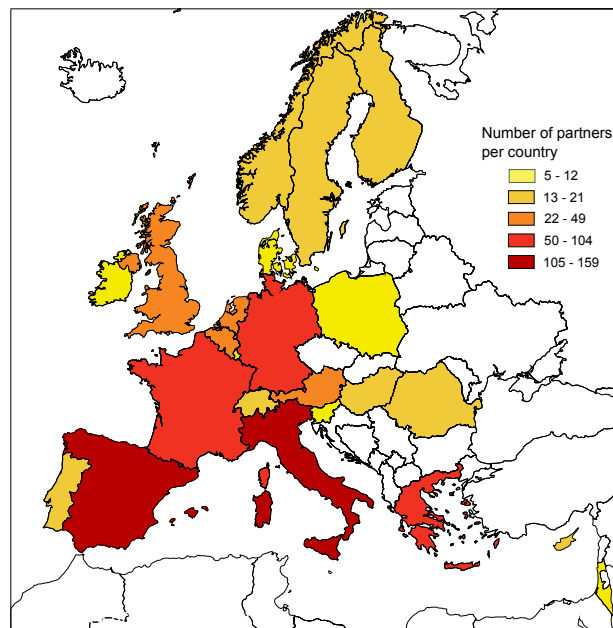 Number of partners
per country
5 - 12
13 - 21
22 - 49
50 - 104
105 - 159